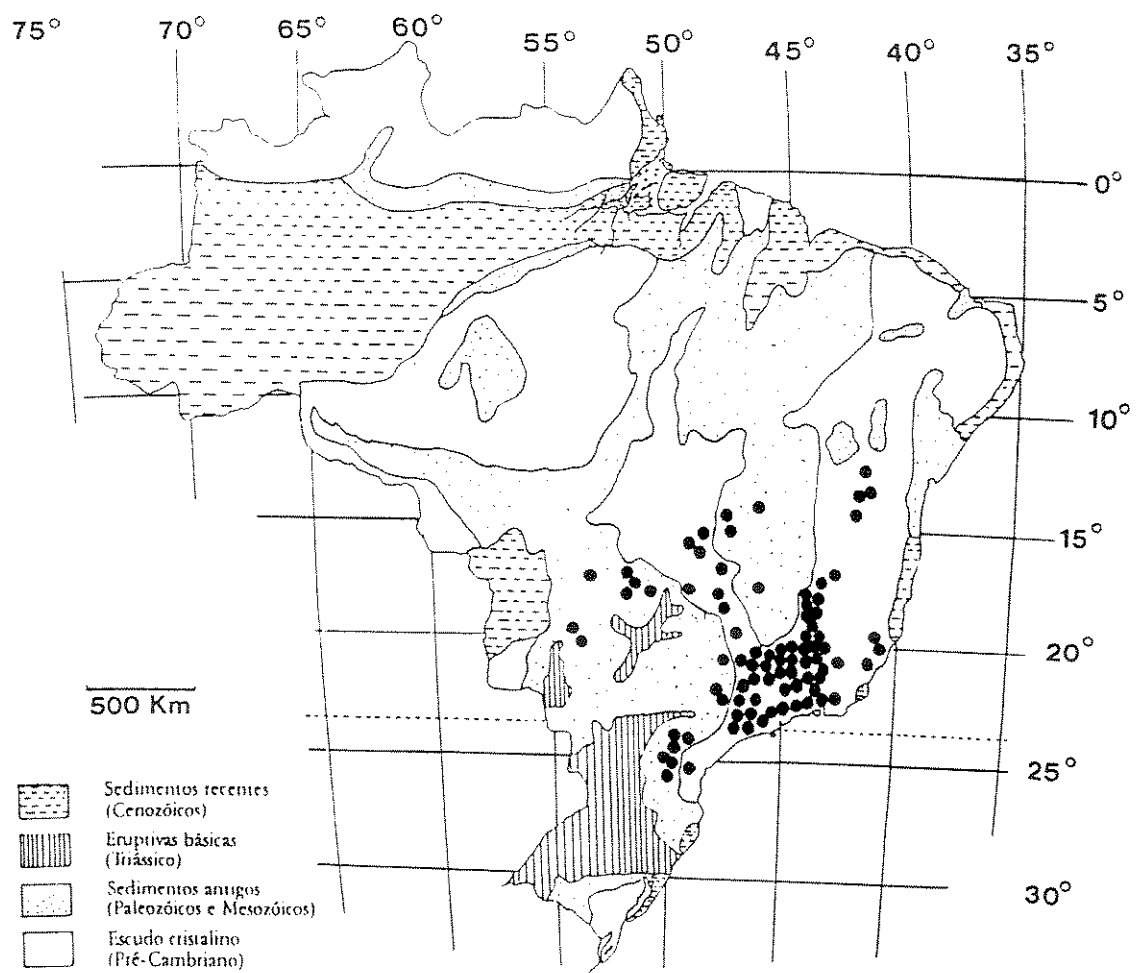 75° 70° 65° 60° 55° 50° 45° 40° 35°
0°
5°
10°
15°
20°
500 Km
25°
Sedimentos recentes
(Cenozóicos)
Eruptivas básicas
(Triássico)
Sedimentos antigos
(Paleozóicos e Mesozóicos)
30°
Escudo cristalino
(Pré-Cambriano)